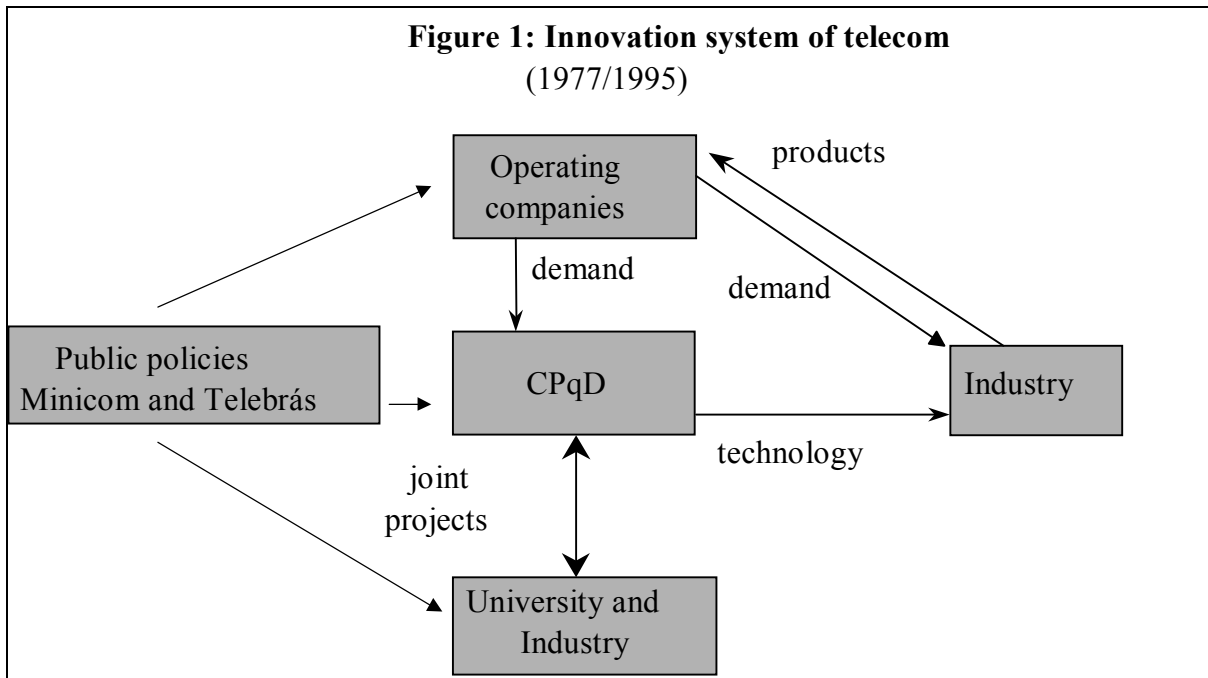 Figure 1: Innovation system of telecom
(1977/1995)
products
Operating
companies
demand
demand
Public policies
Minicom and Telebrás
CPqD
Industry
technology
joint
projects
University and
Industry